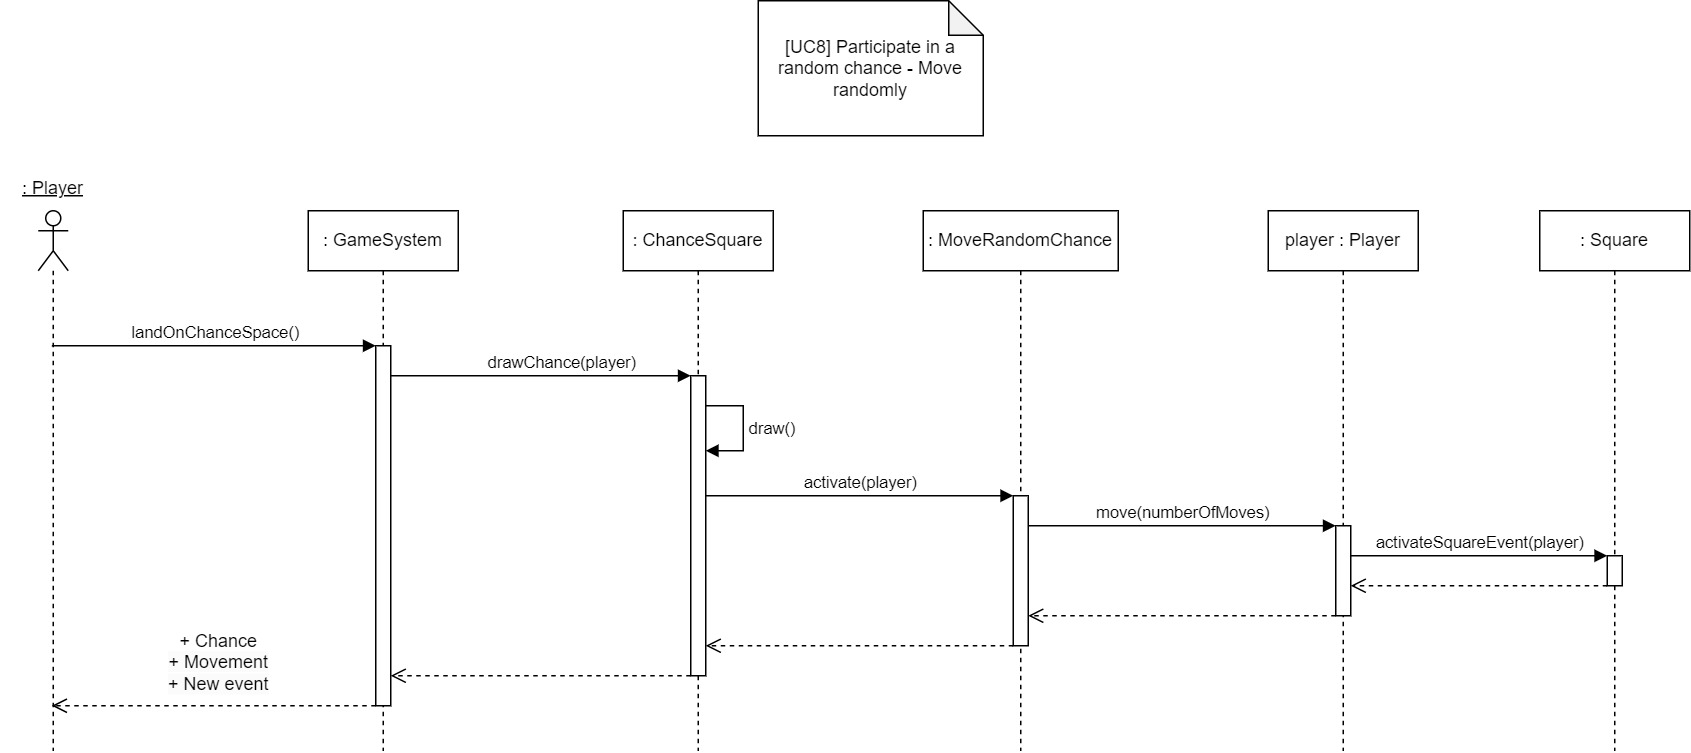 [UC8] Participate in a
random chance - Move
randomly
: Player
: GameSystem
: ChanceSquare
: MoveRandomChance
player : Player
: Square
landOnChanceSpace()
drawChance(player)
draw()
activate(player)
move(numberOfMoves)
activateSquareEvent(player)
+ Chance
+ Movement
+ New event